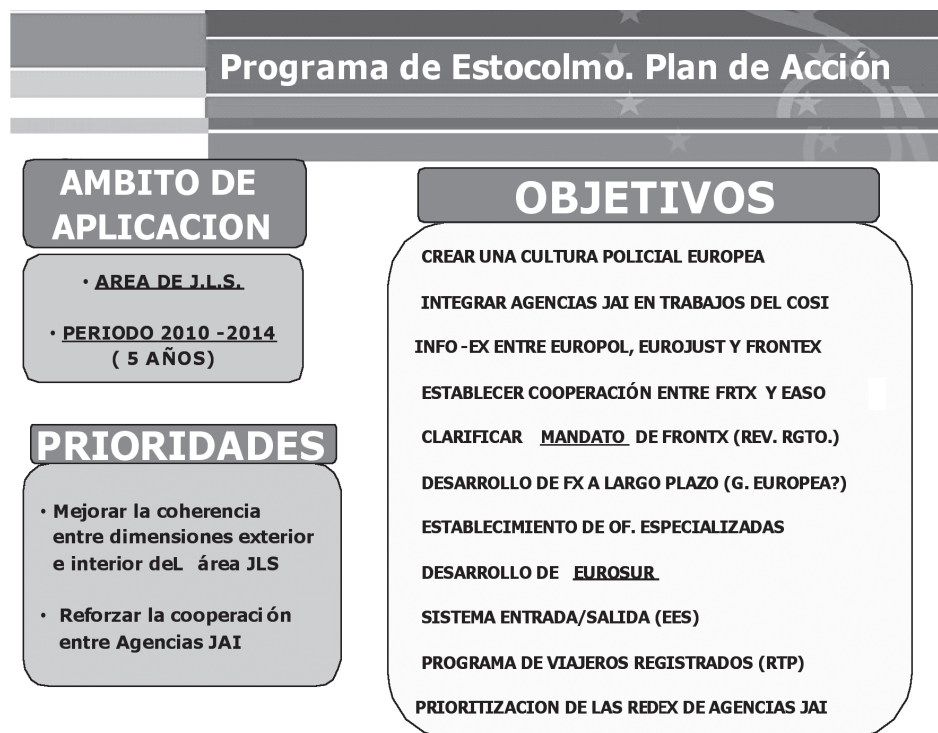 Programa de Estocolmo. Plan de Acción
AMBITO DE
APLICACION
• AREA DE J.L.S.
• PERIODO 2010 -2014
( 5 AÑOS)
PRIORIDADES
• Mejorar la coherencia
entre dimensiones exterior
e interior deL área JLS
• Reforzar la cooperación
entre Agencias JAI
OBJETIVOS
CREAR UNA CULTURA POLICIAL EUROPEA
INTEGRAR AGENCIAS JAI EN TRABAJOS DEL COSI
INFO -EX ENTRE EUROPOL, EUROJUST Y FRONTEX
ESTABLECER COOPERACIÓN ENTRE FRTX Y EASO
CLARIFICAR MANDATO DE FRONTX (REV. RGTO.)
DESARROLLO DE FX A LARGO PLAZO (G. EUROPEA?)
ESTABLECIMIENTO DE OF. ESPECIALIZADAS
DESARROLLO DE EUROSUR
SISTEMA ENTRADA/SALIDA (EES)
PROGRAMA DE VIAJEROS REGISTRADOS (RTP)
PRIORITIZACION DE LAS REDEX DE AGENCIAS JAI